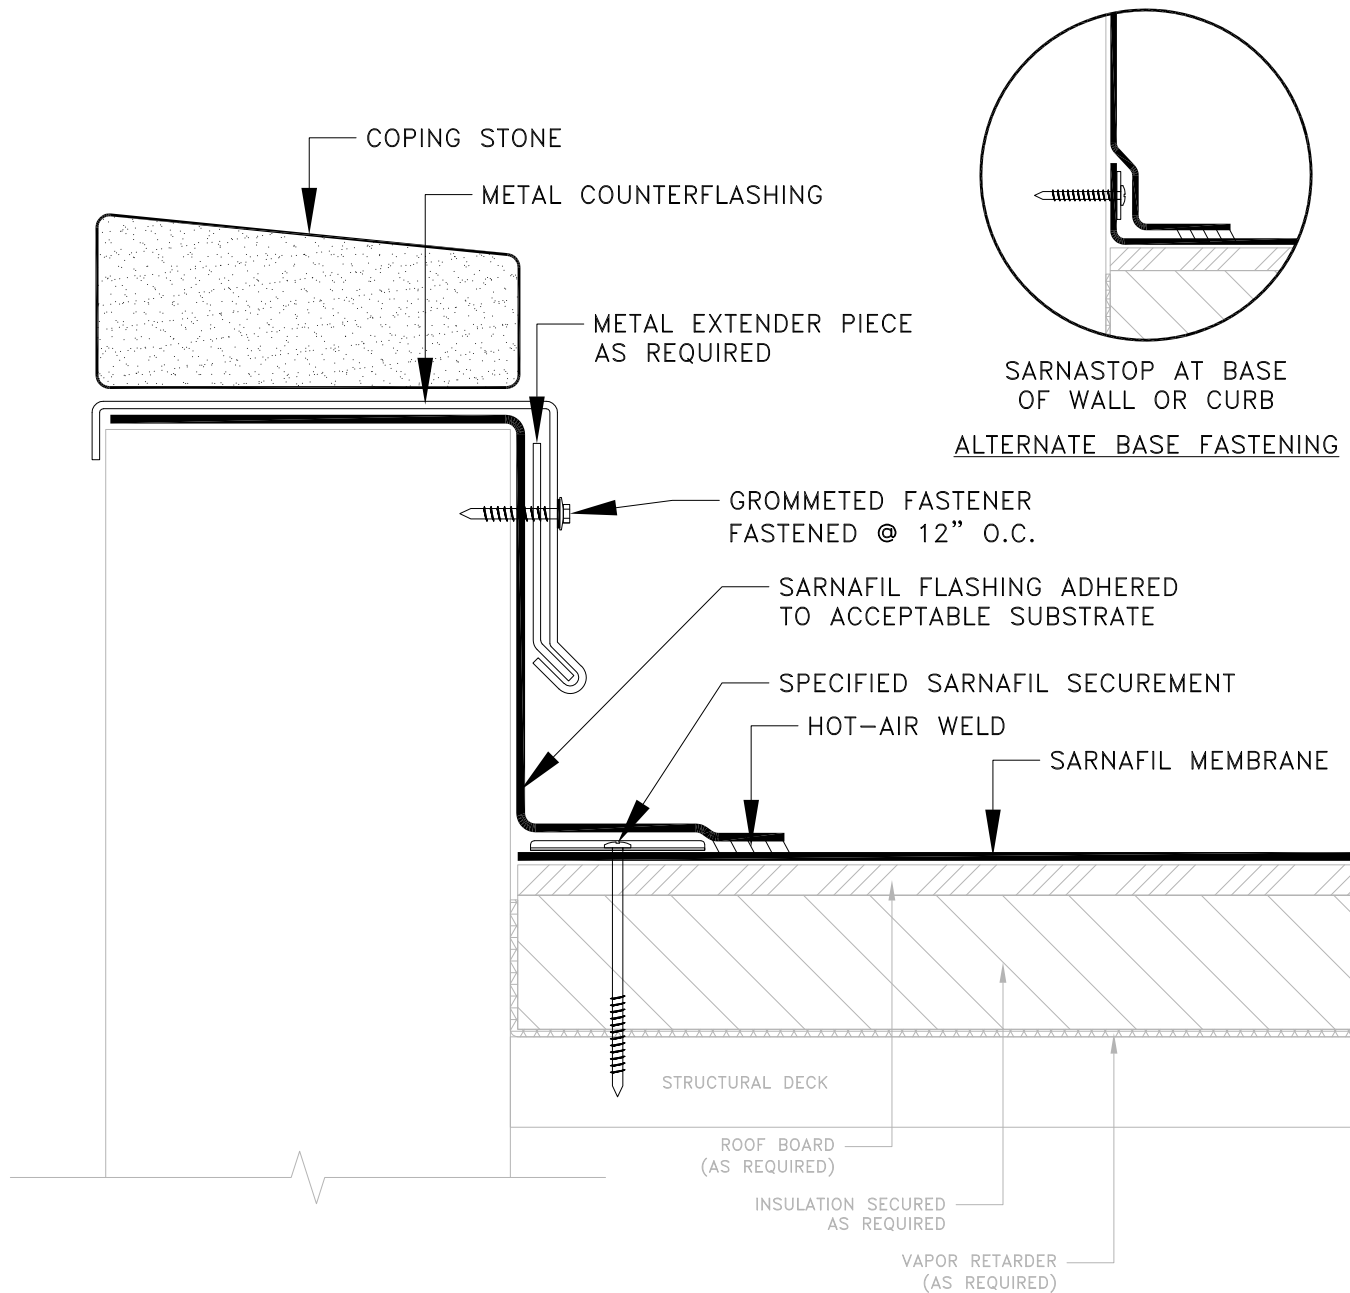 COPING STONE
METAL COUNTERFLASHING
METAL EXTENDER PIECE
AS REQUIRED
SARNASTOP AT BASE
OF WALL OR CURB
ALTERNATE BASE FASTENING
GROMMETED FASTENER
FASTENED @ 12" O.C.
SARNAFIL FLASHING ADHERED
TO ACCEPTABLE SUBSTRATE
SPECIFIED SARNAFIL SECUREMENT
HOT-AIR WELD
SARNAFIL MEMBRANE
STRUCTURAL DECK
ROOF BOARD
(AS REQUIRED)
INSULATION SECURED
AS REQUIRED
VAPOR RETARDER
(AS REQUIRED)